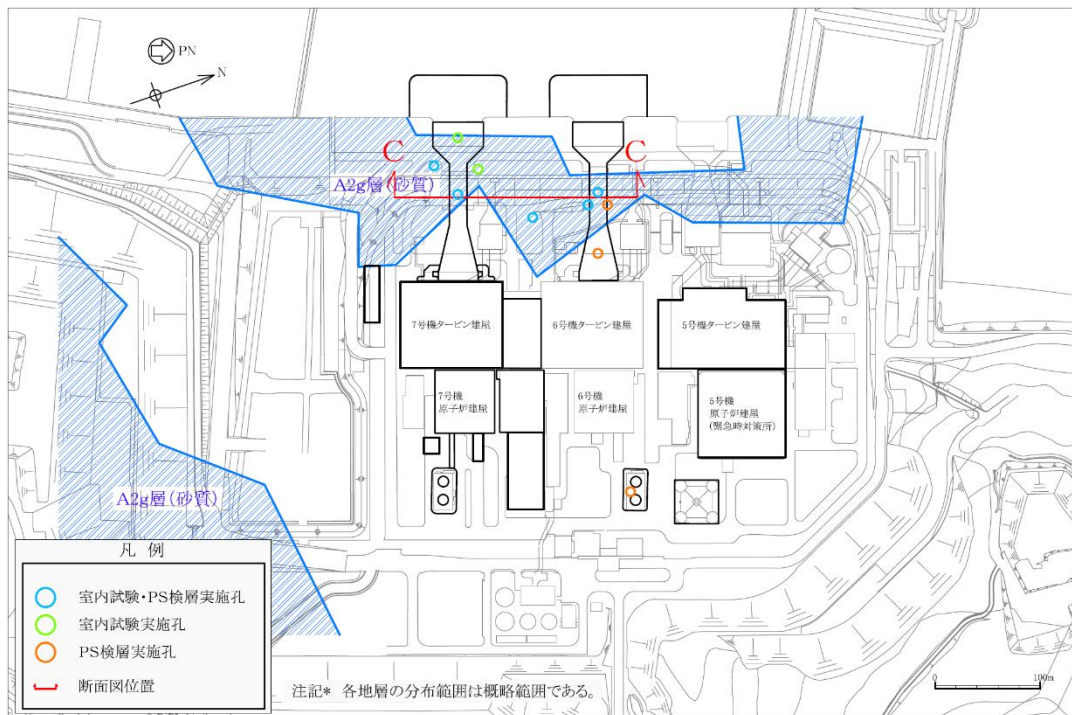 PN
N
C
C
A2g層(砂質)
7号機タービン建屋
6号機タービン建屋
5号機タービン建屋
7号機
原子炉建屋
6号機
原子炉建屋
5号機
原子炉建屋
(緊急時対策所)
A2g層(砂質)
凡 例
室内試験・PS検層実施孔
室内試験実施孔
PS検層実施孔
断面図位置
注記* 各地層の分布範囲は概略範囲である。
0
100m